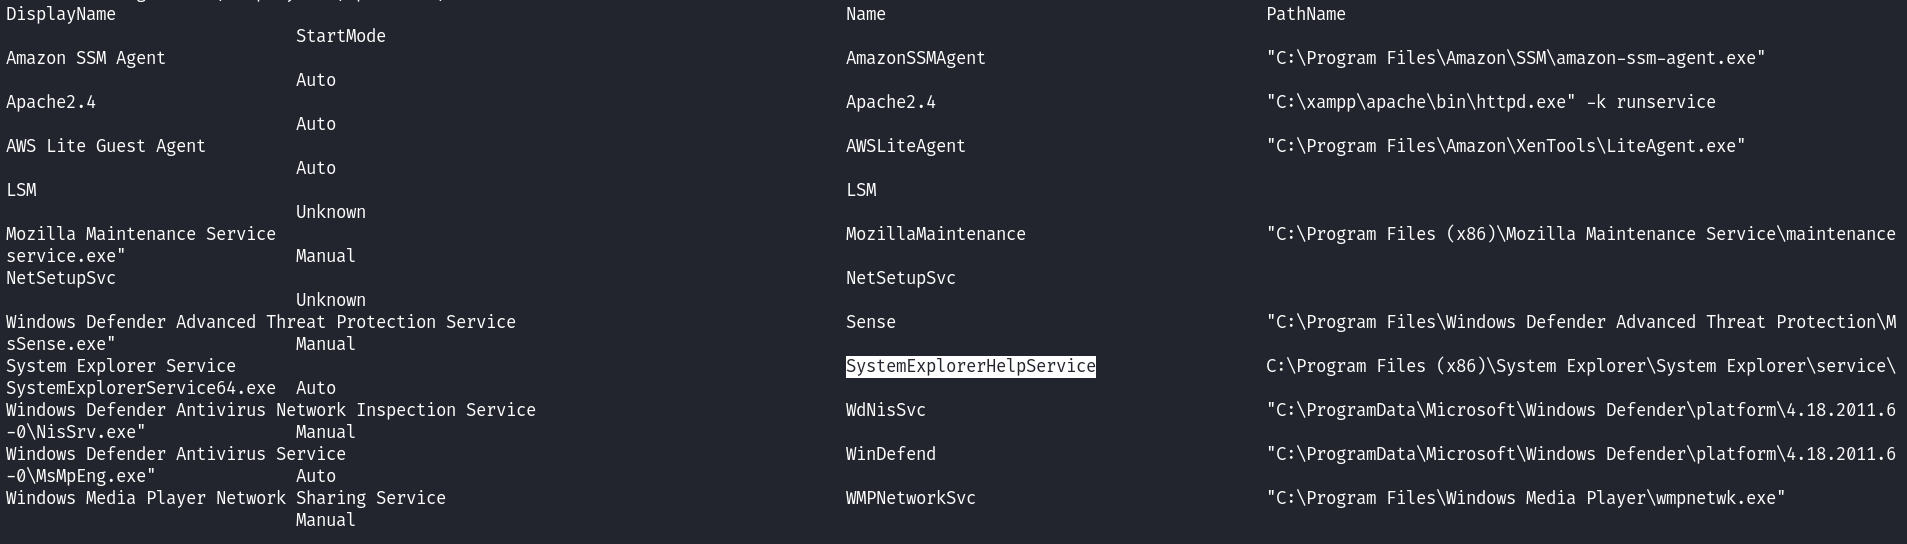 DisplayName Name PathName
StartMode
Amazon SSM Agent AmazonSSMAgent "C:\Program Files\Amazon\SSM\amazon-ssm-agent.exe"
Auto
Apache2.4 Apache2.4 "C:\xampp\apache\bin\httpd.exe" -k runservice
Auto
AWS Lite Guest Agent AWSLiteAgent "C:\Program Files\Amazon\XenTools\LiteAgent.exe"
Auto
LSM LSM
Unknown
Mozilla Maintenance Service MozillaMaintenance "C:\Program Files (x86)\Mozilla Maintenance Service\maintenance
service.exe" Manual
NetSetupSvc NetSetupSvc
Unknown
Windows Defender Advanced Threat Protection Service Sense "C:\Program Files\Windows Defender Advanced Threat Protection\M
sSense.exe" Manual
System Explorer Service SystemExplorerHelpService C:\Program Files (x86)\System Explorer\System Explorer\service\
SystemExplorerService64.exe Auto
Windows Defender Antivirus Network Inspection Service WdNisSvc "C:\ProgramData\Microsoft\Windows Defender\platform\4.18.2011.6
-0\NisSrv.exe" Manual
Windows Defender Antivirus Service WinDefend "C:\ProgramData\Microsoft\Windows Defender\platform\4.18.2011.6
-0\MsMpEng.exe" Auto
Windows Media Player Network Sharing Service WMPNetworkSvc "C:\Program Files\Windows Media Player\wmpnetwk.exe"
Manual